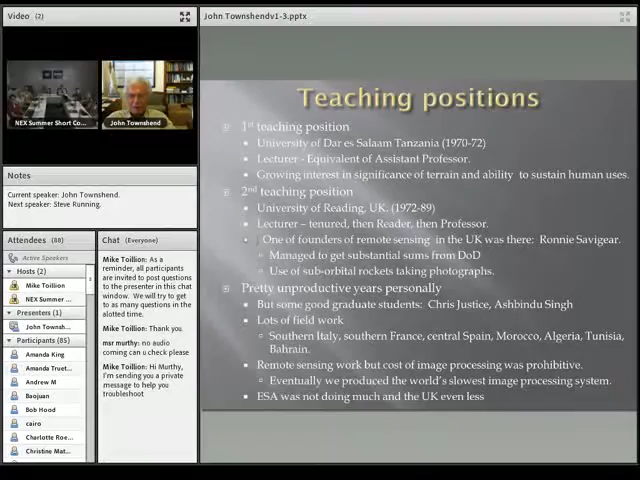 Video (2)
NEX Summer Short Co...
John Townshend
Notes
Current speaker: John Townshend.
Next speaker: Steve Running.
Attendees (88)
Active Speakers
Hosts (2)
Mike Toillion
NEX Summer ...
Presenters (1)
John Townsh...
Participants (85)
Amanda King
Amanda Truet...
Andrew M
Baojuan
Bob Hood
cairo
Charlotte Roe...
Christine Mat...
Chat (Everyone)
Mike Toillion: As a
reminder, all participants
are invited to post questions
to the presenter in this chat
window. We will try to get
to as many questions in the
alotted time.
Mike Toillion: Thank you
msr murthy: no audio
coming can u check please
Mike Toillion: Hi Murthy,
I'm sending you a private
message to help you
troubleshoot
John Townshendv1-3.pptx
Teaching positions
1st teaching position
University of Dar es Salaam Tanzania (1970-72)
Lecturer - Equivalent of Assistant Professor.
Growing interest in significance of terrain and ability to sustain human uses.
2nd teaching position
University of Reading, UK. (1972-89)
Lecturer – tenured, then Reader, then Professor.
One of founders of remote sensing in the UK was there: Ronnie Savigear.
Managed to get substantial sums from DoD
Use of sub-orbital rockets taking photographs.
Pretty unproductive years personally
But some good graduate students: Chris Justice, Ashbindu Singh
Lots of field work
Southern Italy, southern France, central Spain, Morocco, Algeria, Tunisia,
Bahrain.
Remote sensing work but cost of image processing was prohibitive.
Eventually we produced the world's slowest image processing system.
ESA was not doing much and the UK even less